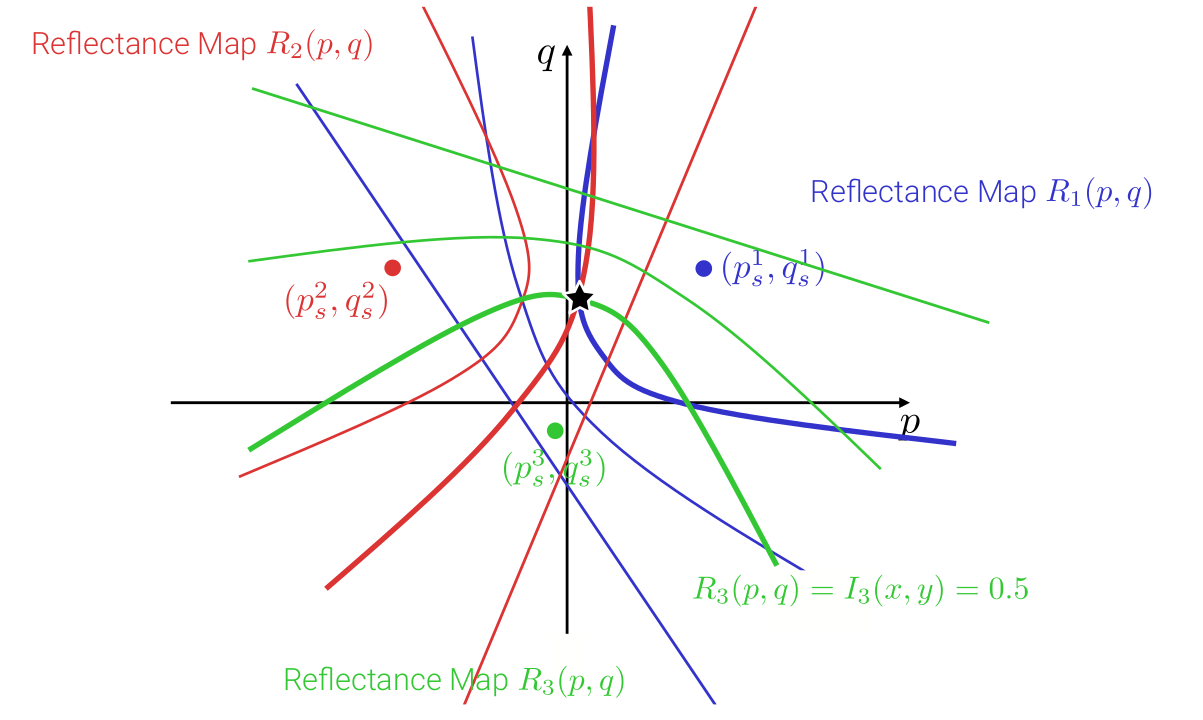 Reflectance Map $R_2(p, q)$
$q$
Reflectance Map $R_1(p, q)$
$(p_s^1, q_s^1)$
$(p_s^2, q_s^2)$
$p$
$(p_s^3, q_s^3)$
$R_3(p, q) = I_3(x, y) = 0.5$
Reflectance Map $R_3(p, q)$